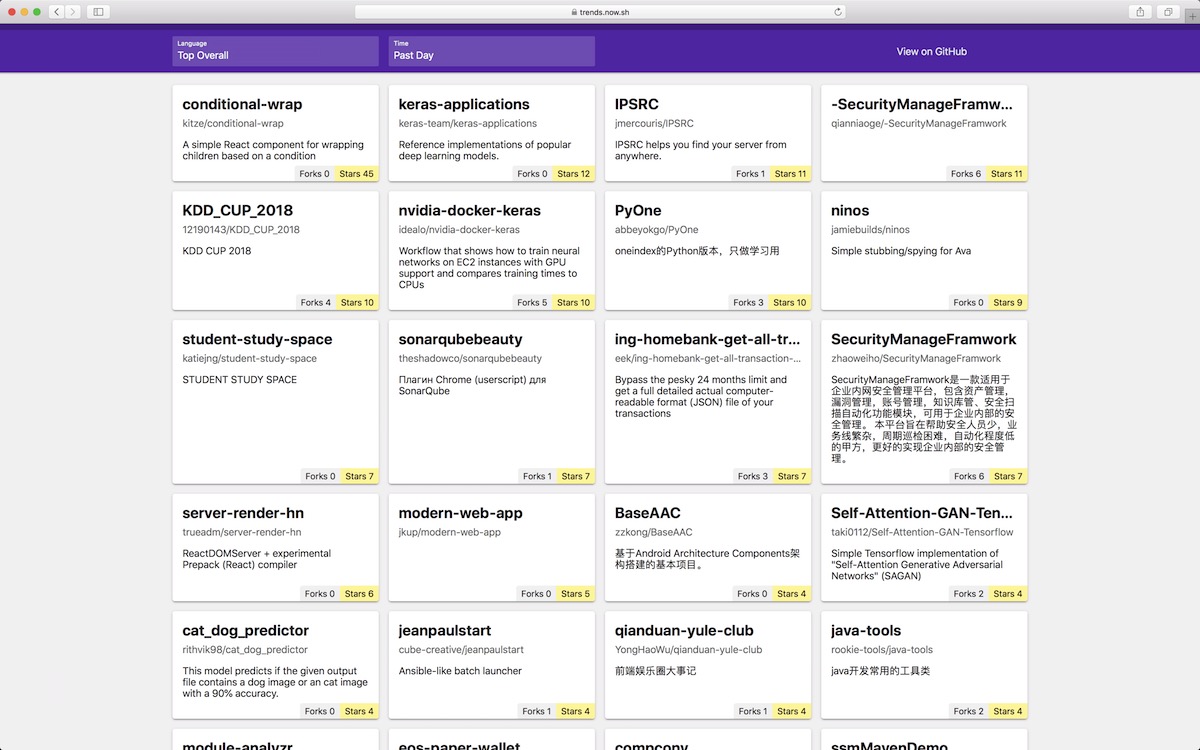 trends.now.sh
Language
Top Overall
Time
Past Day
View on GitHub
conditional-wrap
kitze/conditional-wrap
A simple React component for wrapping
children based on a condition
Forks 0 Stars 45
keras-applications
keras-team/keras-applications
Reference implementations of popular
deep learning models.
Forks 0 Stars 12
IPSRC
jmercouris/IPSRC
IPSRC helps you find your server from
anywhere.
Forks 1 Stars 11
-SecurityManageFramw...
qianniaoge/-SecurityManageFramwork
Forks 6 Stars 11
KDD_CUP_2018
12190143/KDD_CUP_2018
KDD CUP 2018
Forks 4 Stars 10
nvidia-docker-keras
idealo/nvidia-docker-keras
Workflow that shows how to train neural
networks on EC2 instances with GPU
support and compares training times to
CPUs
Forks 5 Stars 10
PyOne
abbeyokgo/PyOne
oneindex的Python版本，只做学习用
Forks 3 Stars 10
ninos
jamiebuilds/ninos
Simple stubbing/spying for Ava
Forks 0 Stars 9
student-study-space
katiejng/student-study-space
STUDENT STUDY SPACE
Forks 0 Stars 7
sonarqubebeauty
theshadowco/sonarqubebeauty
Плагин Chrome (userscript) для
SonarQube
Forks 1 Stars 7
ing-homebank-get-all-tr...
eek/ing-homebank-get-all-transaction-...
Bypass the pesky 24 months limit and
get a full detailed actual computer-
readable format (JSON) file of your
transactions
Forks 3 Stars 7
SecurityManageFramwork
zhaoweiho/SecurityManageFramwork
SecurityManageFramwork是一款适用于
企业内网安全管理平台，包含资产管理，
漏洞管理，账号管理，知识库管、安全扫
描自动化功能模块，可用于企业内部的安
全管理。 本平台旨在帮助安全人员少，业
务线繁杂，周期巡检困难，自动化程度低
的甲方，更好的实现企业内部的安全管
理。
Forks 6 Stars 7
server-render-hn
trueadm/server-render-hn
ReactDOMServer + experimental
Prepack (React) compiler
Forks 0 Stars 6
modern-web-app
jkup/modern-web-app
Forks 0 Stars 5
BaseAAC
zzkong/BaseAAC
基于Android Architecture Components架
构搭建的基本项目。
Forks 0 Stars 4
Self-Attention-GAN-Ten...
taki0112/Self-Attention-GAN-Tensorflow
Simple Tensorflow implementation of
"Self-Attention Generative Adversarial
Networks" (SAGAN)
Forks 2 Stars 4
cat_dog_predictor
rithvik98/cat_dog_predictor
This model predicts if the given output
file contains a dog image or an cat image
with a 90% accuracy.
Forks 0 Stars 4
jeanpaulstart
cube-creative/jeanpaulstart
Ansible-like batch launcher
Forks 1 Stars 4
qianduan-yule-club
YongHaoWu/qianduan-yule-club
前端娱乐圈大事记
Forks 1 Stars 4
java-tools
rookie-tools/java-tools
java开发常用的工具类
Forks 2 Stars 4
module-analyzr
eos-paper-wallet
compcony
ssmMavenDemo